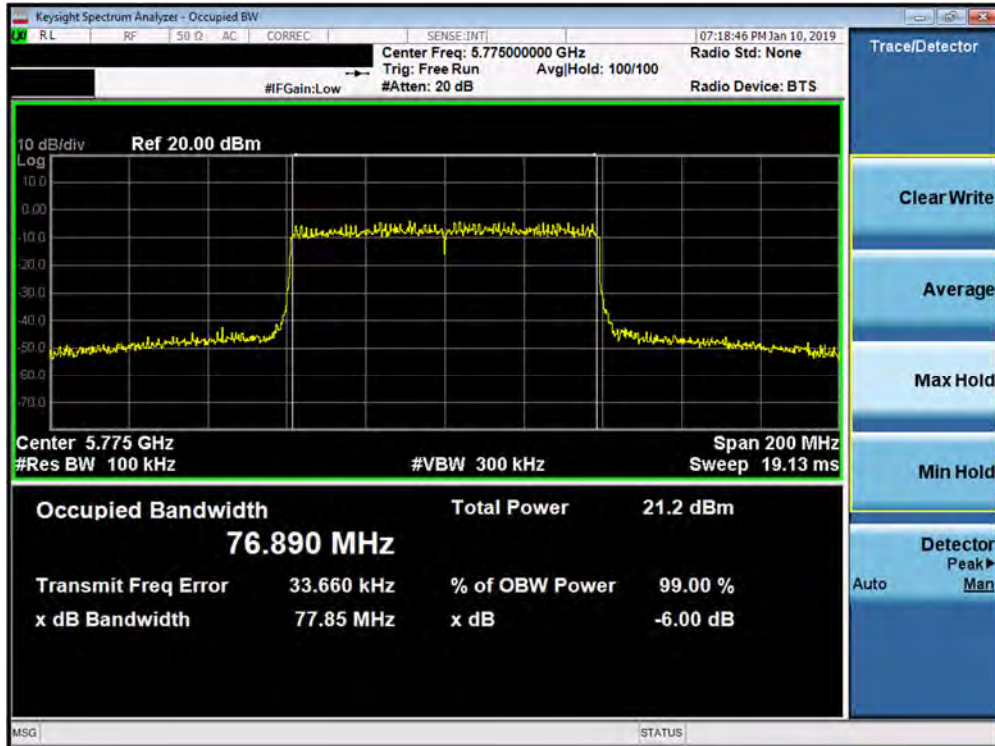 Keysight Spectrum Analyzer - Occupied BW
RL RF 50 Ω AC CORREC SENSE:INT 07:18:46 PM Jan 10, 2019
Center Freq: 5.775000000 GHz Radio Std: None
Trig: Free Run Avg|Hold: 100/100
#IFGain:Low #Atten: 20 dB Radio Device: BTS
10 dB/div Ref 20.00 dBm
Log
10.0
0.00
-10.0
-20.0
-30.0
-40.0
-50.0
-60.0
-70.0
Center 5.775 GHz Span 200 MHz
#Res BW 100 kHz #VBW 300 kHz Sweep 19.13 ms
Occupied Bandwidth Total Power 21.2 dBm
76.890 MHz
Transmit Freq Error 33.660 kHz % of OBW Power 99.00 %
x dB Bandwidth 77.85 MHz x dB -6.00 dB
MSG STATUS
Trace/Detector
Clear Write
Average
Max Hold
Min Hold
Detector
Peak
Auto Man